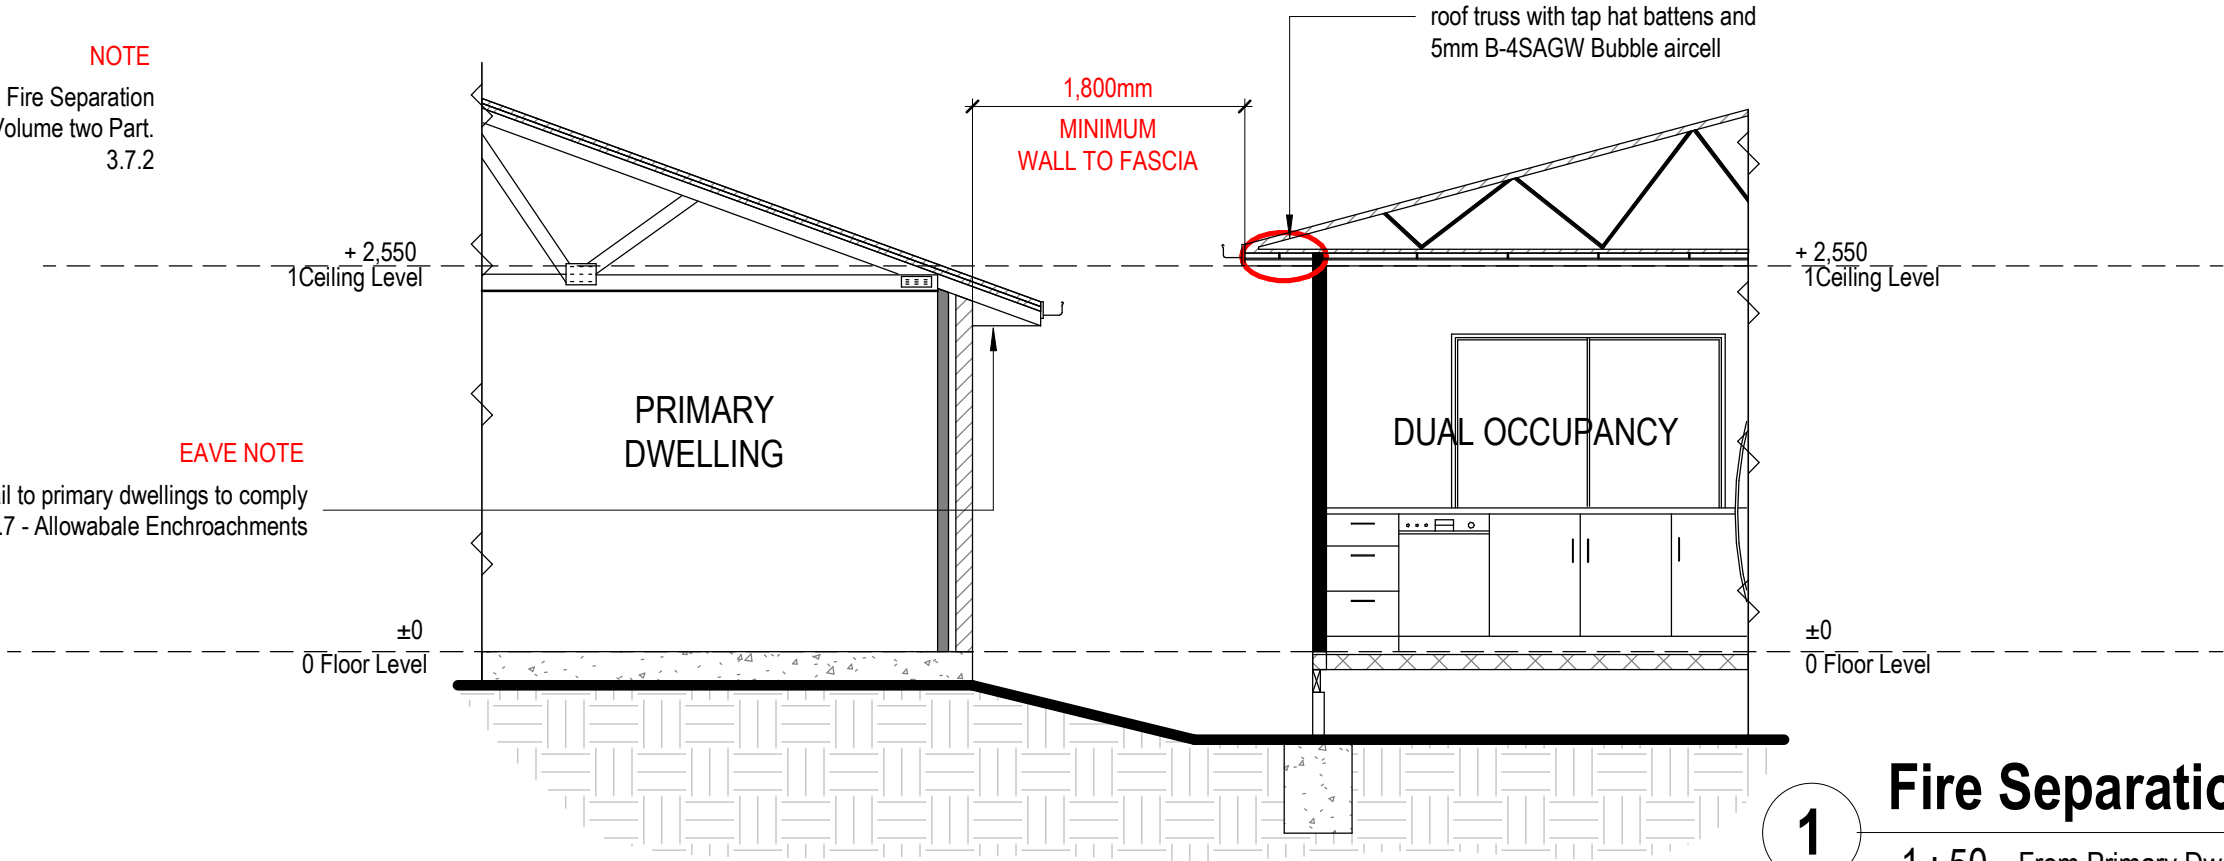 NOTE
Fire Separation
Volume two Part.
3.7.2
roof truss with tap hat battens and
5mm B-4SAGW Bubble aircell
1,800mm
MINIMUM
WALL TO FASCIA
+ 2,550
1Ceiling Level
+ 2,550
1Ceiling Level
PRIMARY
DWELLING
DUAL OCCUPANCY
EAVE NOTE
to primary dwellings to comply
.7 - Allowabale Enchroachments
±0
0 Floor Level
±0
0 Floor Level
1
Fire Separatio
1 : 50 From Primary Dw